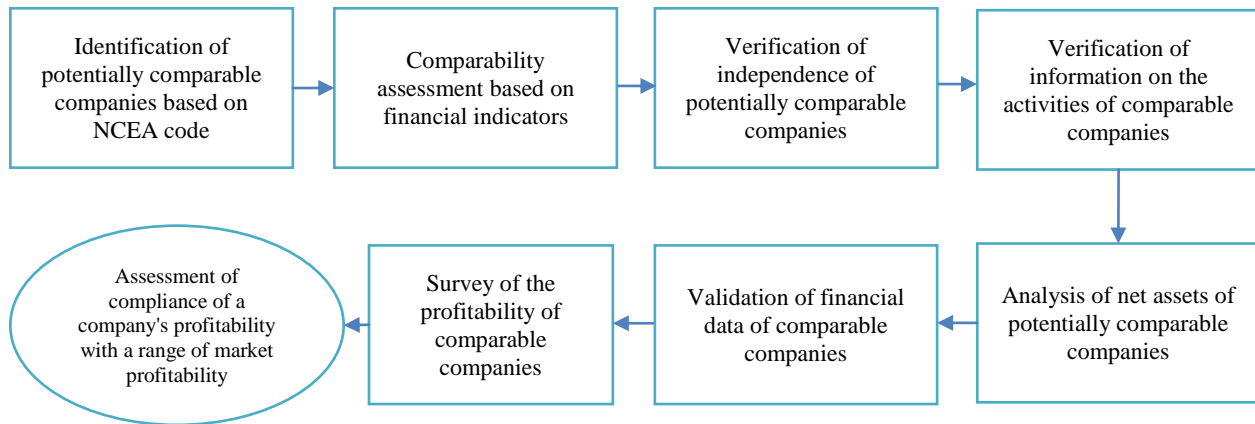 Identification of
potentially comparable
companies based on
NCEA code
Comparability
assessment based on
financial indicators
Verification of
independence of
potentially comparable
companies
Verification of
information on the
activities of comparable
companies
Analysis of net assets of
potentially comparable
companies
Validation of financial
data of comparable
companies
Survey of the
profitability of
comparable
companies
Assessment of
compliance of a
company's profitability
with a range of market
profitability